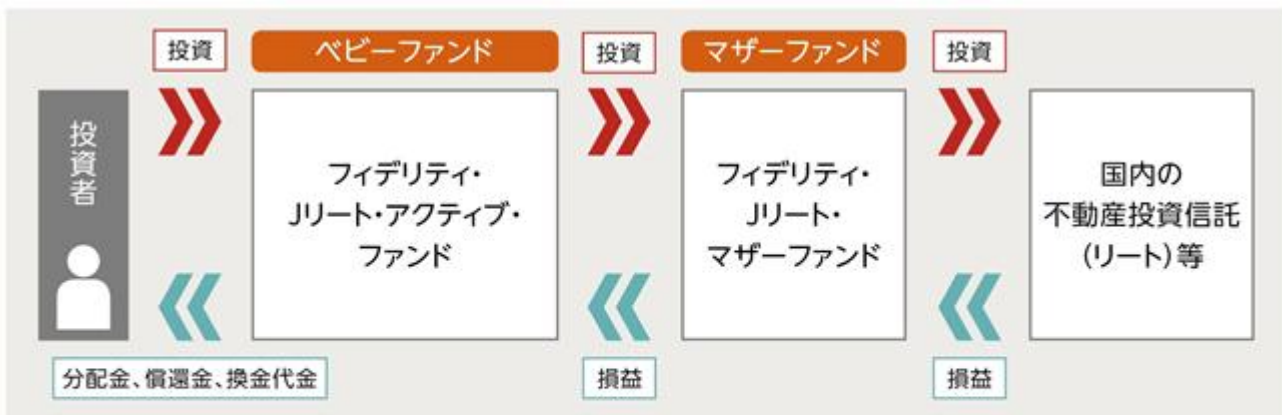 投資
ベビーファンド
投資
マザーファンド
投資
投資者
フィデリティ・
Jリート・アクティブ・
ファンド
フィデリティ・
Jリート・
マザーファンド
国内の
不動産投資信託
(リート)等
分配金、償還金、換金代金
損益
損益